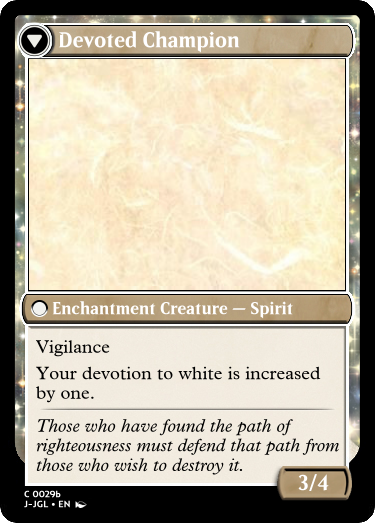 Devoted Champion
Enchantment Creature — Spirit
Vigilance
Your devotion to white is increased
by one.
Those who have found the path of
righteousness must defend that path from
those who wish to destroy it.
3/4
C 0029b
J-JGL • EN